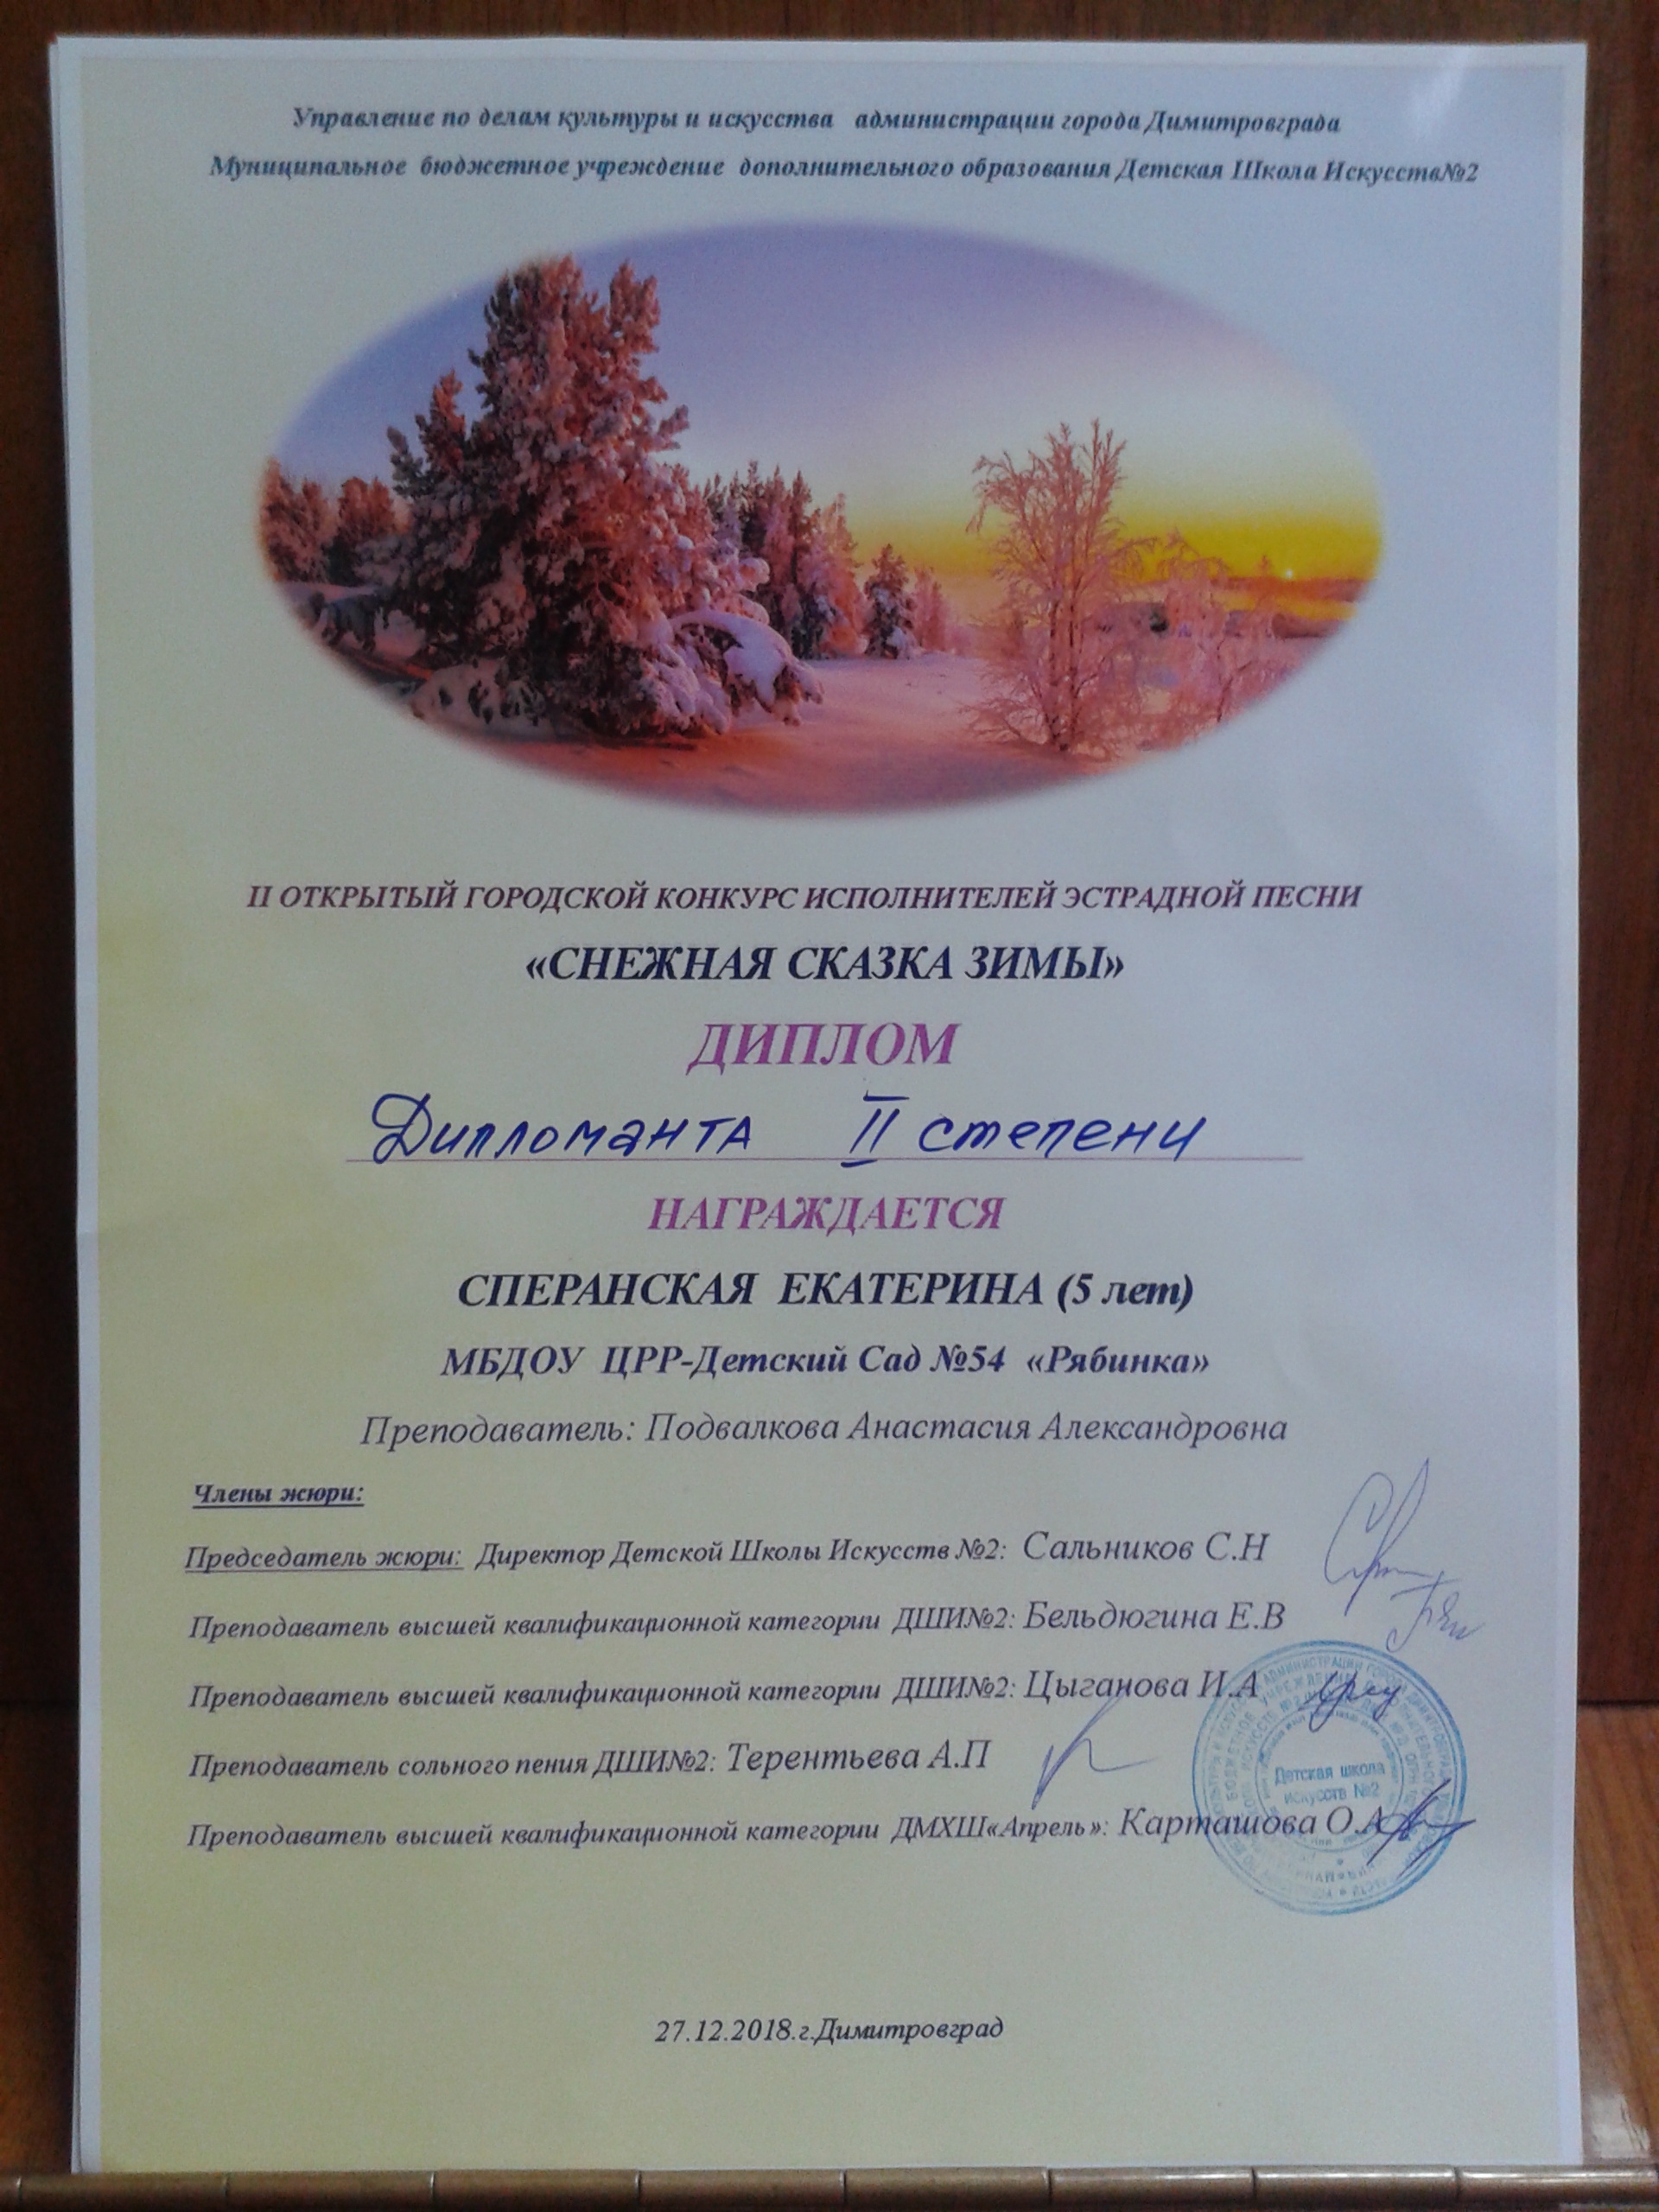 Управление по делам культуры и искусства администрации города Димитровграда
Муниципальное бюджетное учреждение дополнительного образования Детская Школа Искусств№2
II ОТКРЫТЫЙ ГОРОДСКОЙ КОНКУРС ИСПОЛНИТЕЛЕЙ ЭСТРАДНОЙ ПЕСНИ
«СНЕЖНАЯ СКАЗКА ЗИМЫ»
ДИПЛОМ
Дипломанта II степени
НАГРАЖДАЕТСЯ
СПЕРАНСКАЯ ЕКАТЕРИНА (5 лет)
МБДОУ ЦРР-Детский Сад №54 «Рябинка»
Преподаватель: Подвалкова Анастасия Александровна
Члены жюри:
Председатель жюри: Директор Детской Школы Искусств №2: Сальников С.Н
Преподаватель высшей квалификационной категории ДШИ№2: Бельдюгина Е.В
Преподаватель высшей квалификационной категории ДШИ№2: Цыганова И.А
Преподаватель сольного пения ДШИ№2: Терентьева А.П
Преподаватель высшей квалификационной категории ДМХШ«Апрель»: Карташова О.А
Детская школа
искусств №2
27.12.2018.г.Димитровград